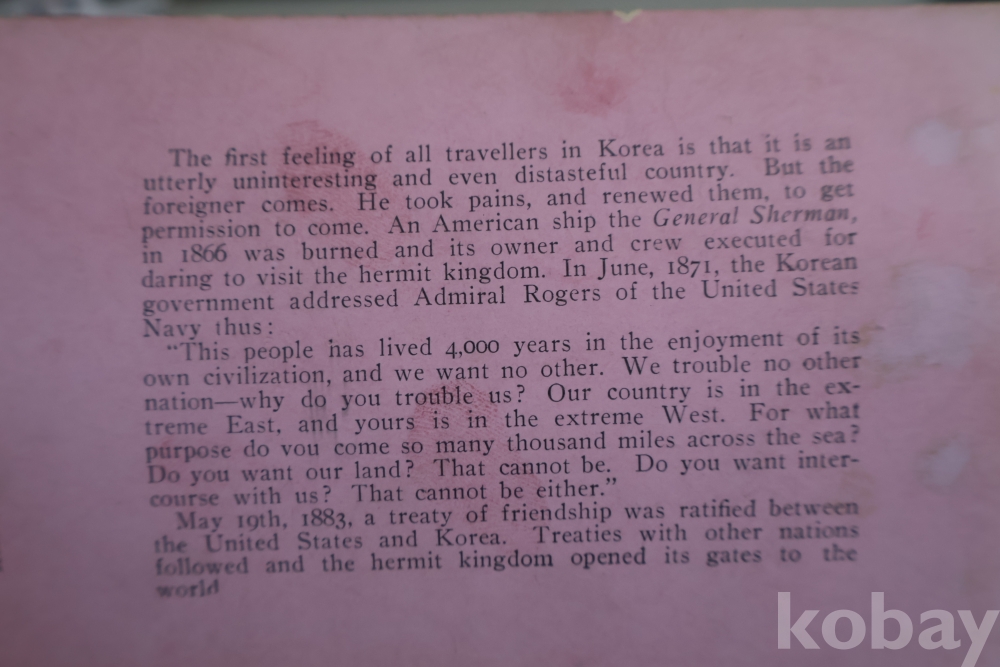 The first feeling of all travellers in Korea is that it is an
utterly uninteresting and even distasteful country. But the
foreigner comes. He took pains, and renewed them, to get
permission to come. An American ship the General Sherman,
in 1866 was burned and its owner and crew executed for
daring to visit the hermit kingdom. In June, 1871, the Korean
government addressed Admiral Rogers of the United States
Navy thus:
"This people has lived 4,000 years in the enjoyment of its
own civilization, and we want no other. We trouble no other
nation—why do you trouble us? Our country is in the ex-
treme East, and yours is in the extreme West. For what
purpose do you come so many thousand miles across the sea?
Do you want our land? That cannot be. Do you want inter-
course with us? That cannot be either."
May 19th, 1883, a treaty of friendship was ratified between
the United States and Korea. Treaties with other nations
followed and the hermit kingdom opened its gates to the
world
kobay